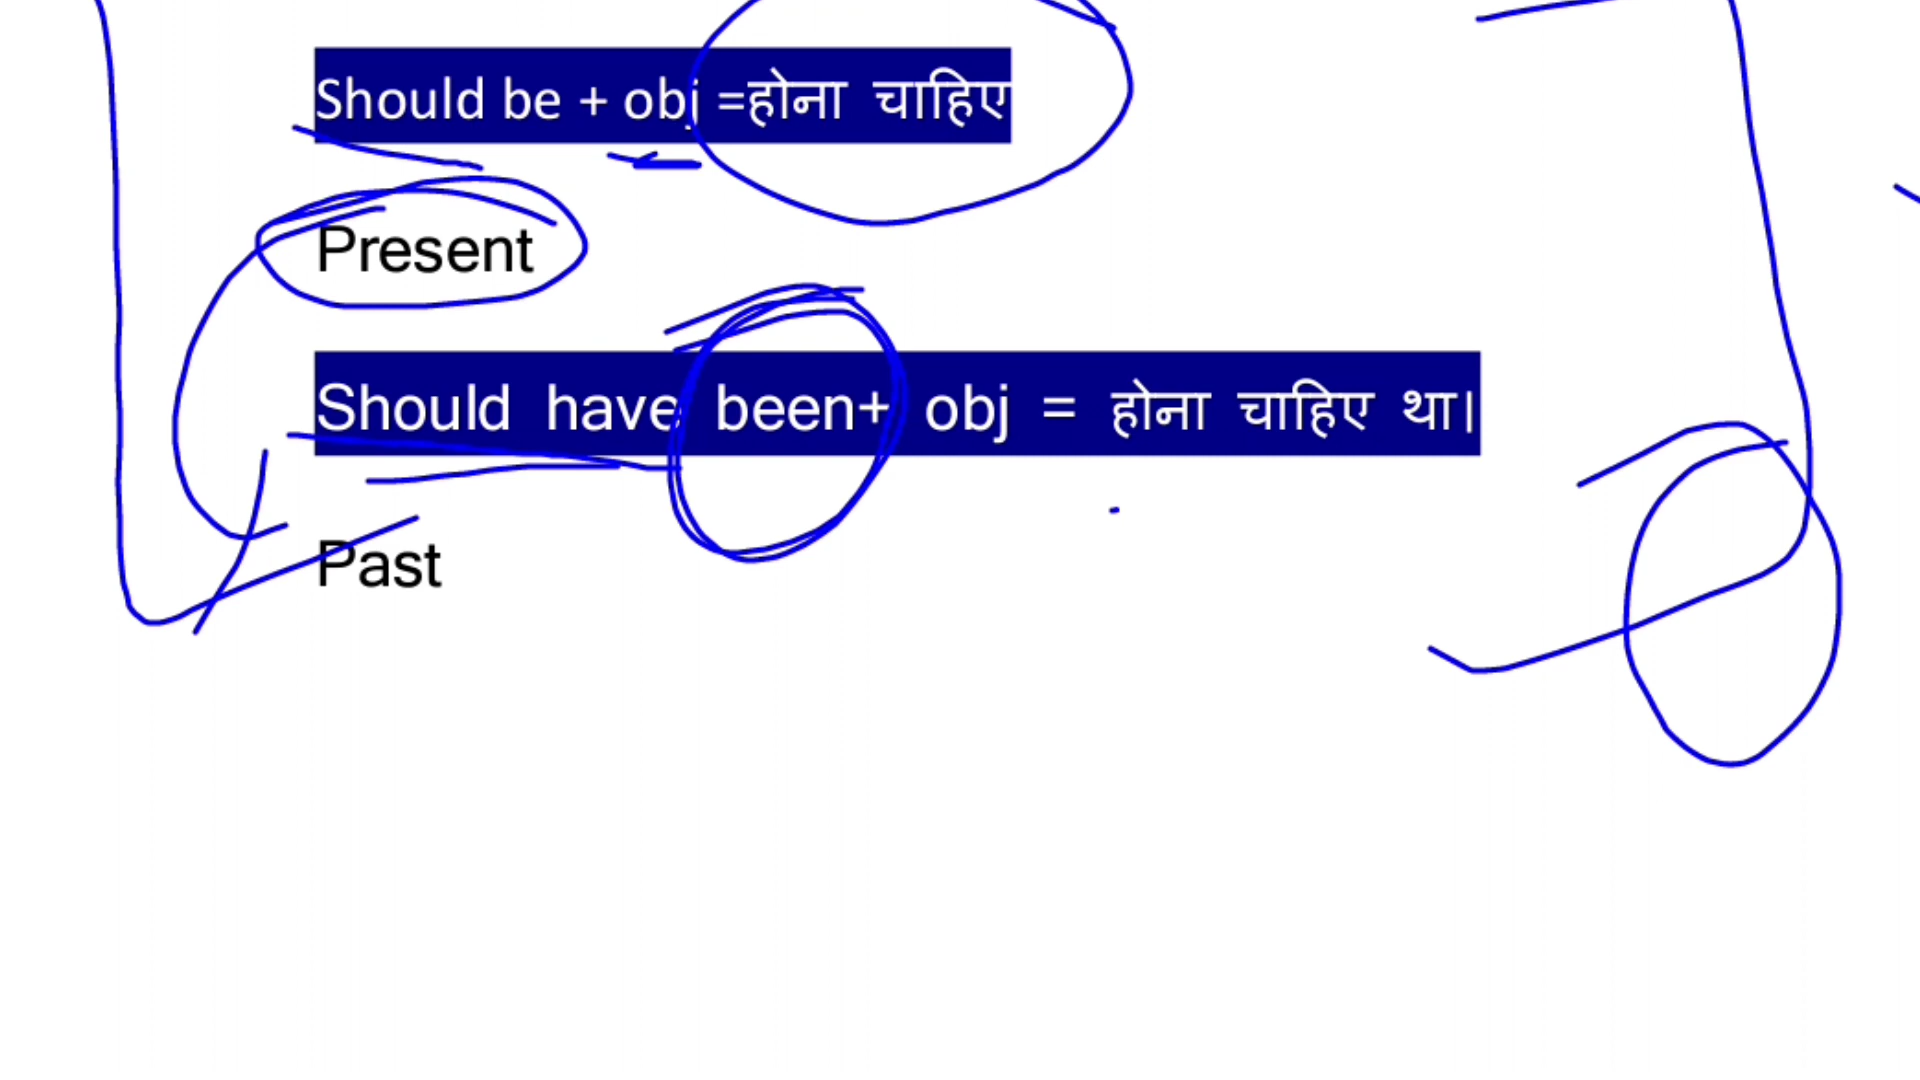 Should be + obj =होना चाहिए
Present
Should have been+ obj = होना चाहिए था|
Past